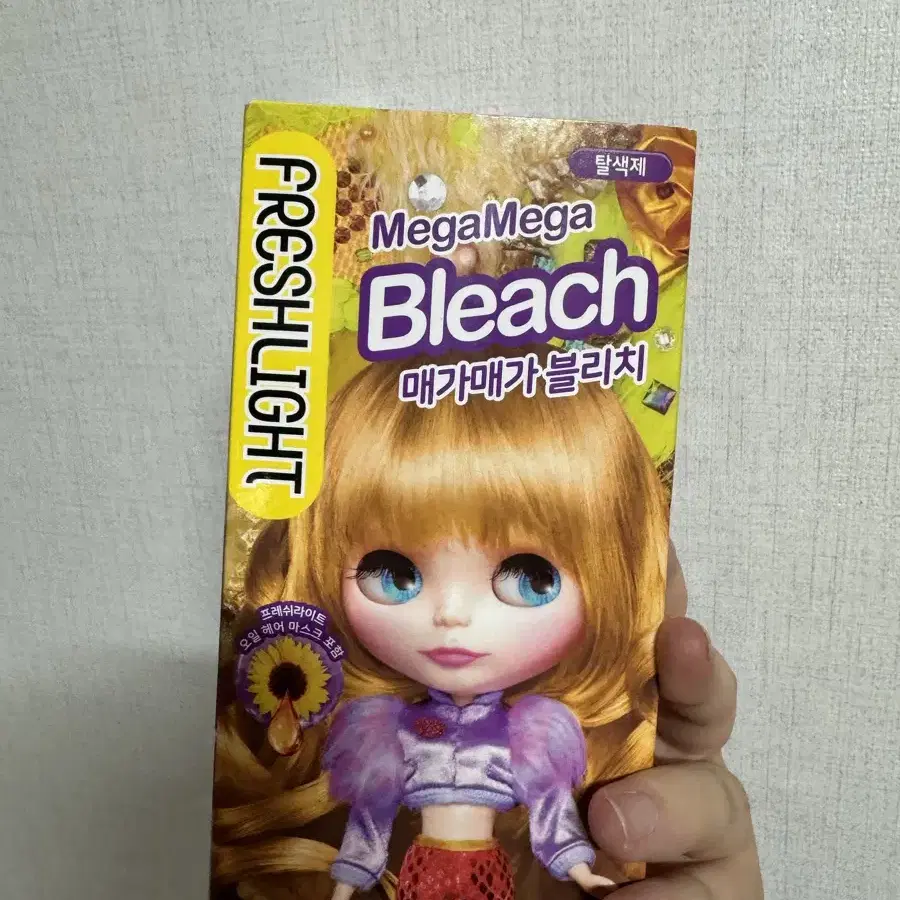 FRESHLIGHT
탈색제
MegaMega
Bleach
매가매가 블리치
프레쉬라이트
오일 헤어 마스크 포함